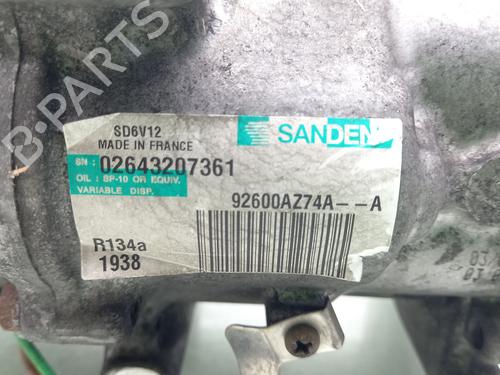 B-PARTS
SD6V12
MADE IN FRANCE
SANDEN
SN : 02643207361
OIL : SP-10 OR EQUIV.
VARIABLE DISP.
92600AZ74A--A
R134a
1938